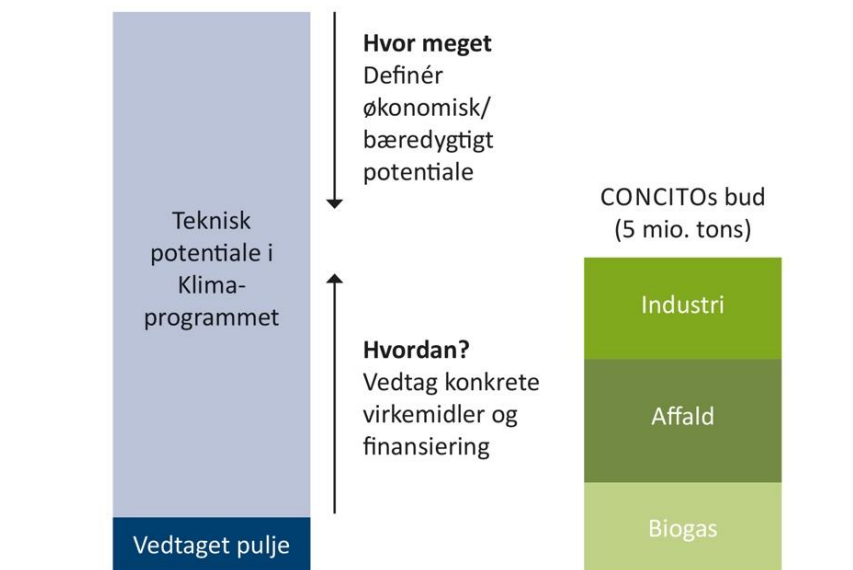 Hvor meget
Definér
økonomisk/
bæredygtigt
potentiale
Teknisk
potentiale i
Klima-
programmet
Hvordan?
Vedtag konkrete
virkemidler og
finansiering
Vedtaget pulje
CONCITOs bud
(5 mio. tons)
Industri
Affald
Biogas